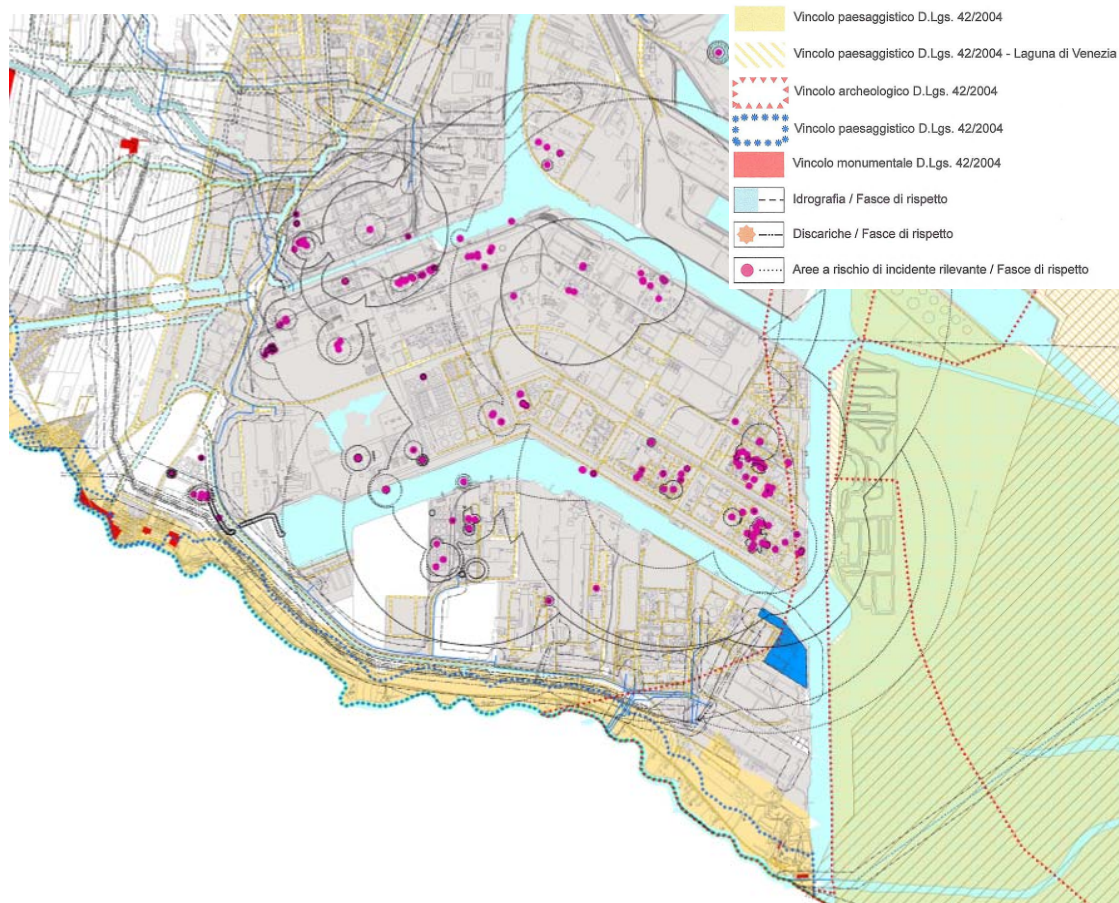 Vincolo paesaggistico D.Lgs. 42/2004
Vincolo paesaggistico D.Lgs. 42/2004 - Laguna di Venezia
Vincolo archeologico D.Lgs. 42/2004
Vincolo paesaggistico D.Lgs. 42/2004
Vincolo monumentale D.Lgs. 42/2004
Idrografia / Fasce di rispetto
Discariche / Fasce di rispetto
Aree a rischio di incidente rilevante / Fasce di rispetto